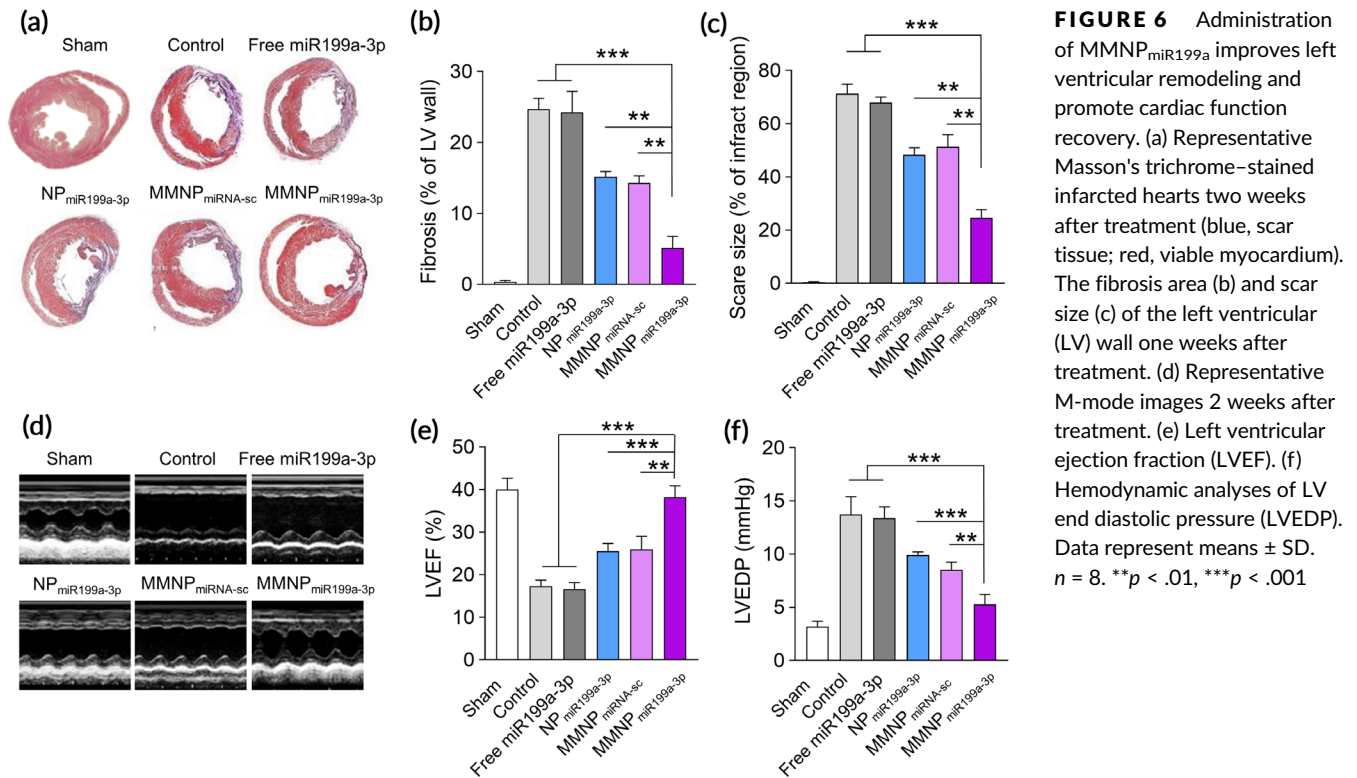 (a)
Sham Control Free miR199a-3p
NPmiR199a-3p MMNPmiRNA-sc MMNPmiR199a-3p
(b)
Fibrosis (% of LV wall)
30
20
10
0
***
**
**
Sham
Control
Free miR199a-3p
NP miR199a-3p
MMNP miRNA-sc
MMNP miR199a-3p
(c)
Scare size (% of infract region)
80
60
40
20
0
***
**
**
Sham
Control
Free miR199a-3p
NP miR199a-3p
MMNP miRNA-sc
MMNP miR199a-3p
(d)
Sham Control Free miR199a-3p
NPmiR199a-3p MMNPmiRNA-sc MMNPmiR199a-3p
(e)
LVEF (%)
50
40
30
20
10
0
***
***
**
Sham
Control
Free miR199a-3p
NP miR199a-3p
MMNP miRNA-sc
MMNP miR199a-3p
(f)
LVEDP (mmHg)
20
15
10
5
0
***
***
**
Sham
Control
Free miR199a-3p
NP miR199a-3p
MMNP miRNA-sc
MMNP miR199a-3p
FIGURE 6 Administration
of MMNPmiR199a improves left
ventricular remodeling and
promote cardiac function
recovery. (a) Representative
Masson's trichrome–stained
infarcted hearts two weeks
after treatment (blue, scar
tissue; red, viable myocardium).
The fibrosis area (b) and scar
size (c) of the left ventricular
(LV) wall one weeks after
treatment. (d) Representative
M-mode images 2 weeks after
treatment. (e) Left ventricular
ejection fraction (LVEF). (f)
Hemodynamic analyses of LV
end diastolic pressure (LVEDP).
Data represent means ± SD.
n = 8. **p < .01, ***p < .001